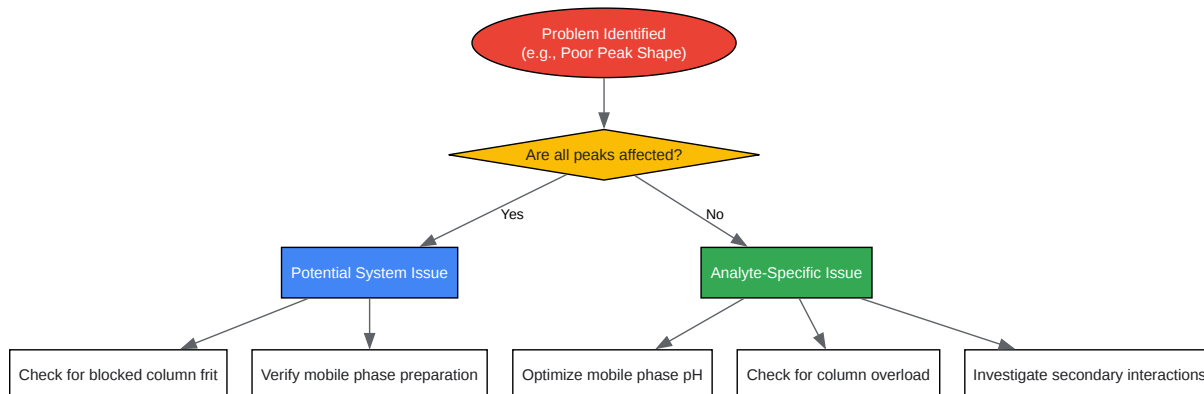 Problem Identified
(e.g., Poor Peak Shape)
Are all peaks affected?
Yes
No
Potential System Issue
Analyte-Specific Issue
Check for blocked column frit
Verify mobile phase preparation
Optimize mobile phase pH
Check for column overload
Investigate secondary interactions